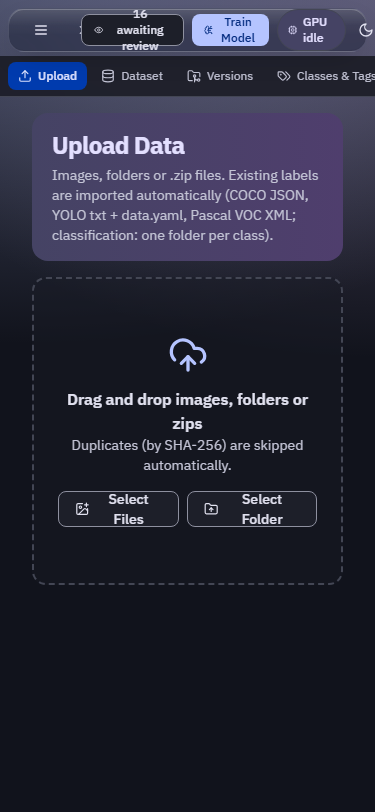 16
awaiting
review
Train
Model
GPU
idle
Upload
Dataset
Versions
Classes & Tags
Upload Data
Images, folders or .zip files. Existing labels
are imported automatically (COCO JSON,
YOLO txt + data.yaml, Pascal VOC XML;
classification: one folder per class).
Drag and drop images, folders or
zips
Duplicates (by SHA-256) are skipped
automatically.
Select
Files
Select
Folder